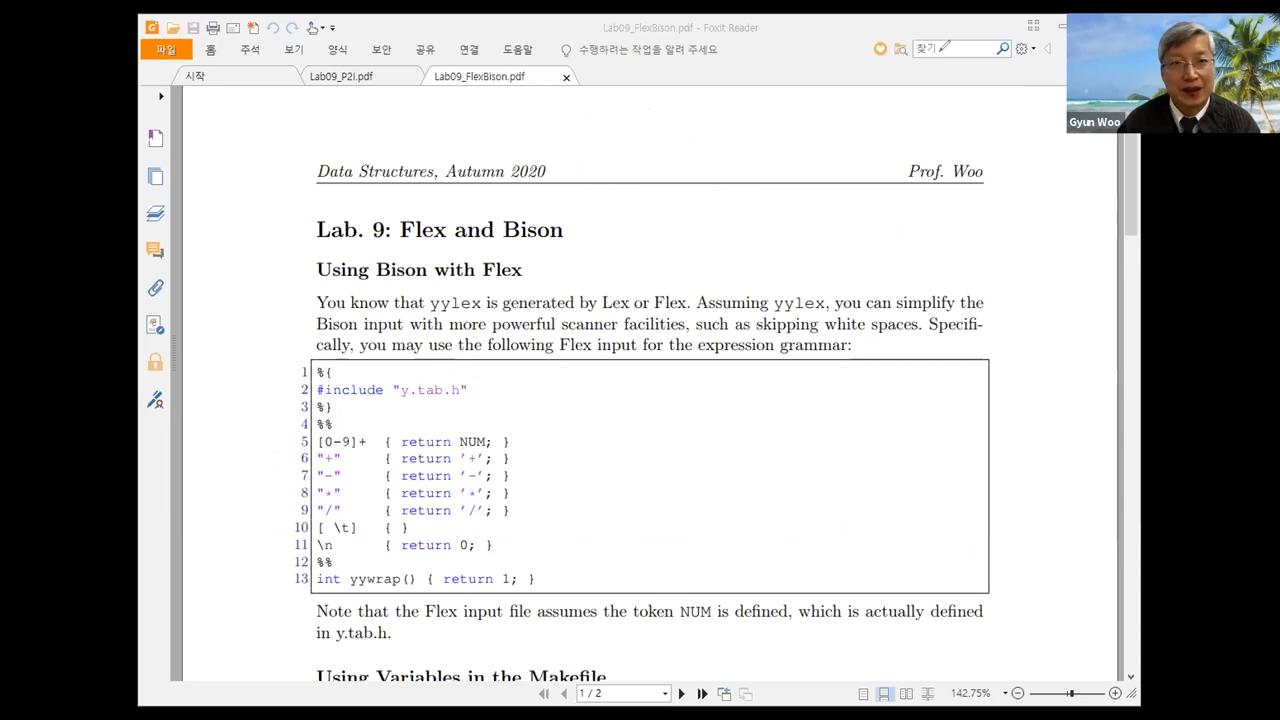 Lab09_FlexBison.pdf - Foxit Reader
파일 홈 주석 보기 양식 보안 공유 연결 도움말 수행하려는 작업을 알려 주세요 찾기
시작 Lab09_P2I.pdf Lab09_FlexBison.pdf
Gyun Woo
Data Structures, Autumn 2020 Prof. Woo
Lab. 9: Flex and Bison
Using Bison with Flex
You know that yylex is generated by Lex or Flex. Assuming yylex, you can simplify the
Bison input with more powerful scanner facilities, such as skipping white spaces. Specifi-
cally, you may use the following Flex input for the expression grammar:
1 %{
2 #include "y.tab.h"
3 %}
4 %%
5 [0-9]+ { return NUM; }
6 "+" { return '+'; }
7 "-" { return '-'; }
8 "*" { return '*'; }
9 "/" { return '/'; }
10 [ \t] { }
11 \n { return 0; }
12 %%
13 int yywrap() { return 1; }
Note that the Flex input file assumes the token NUM is defined, which is actually defined
in y.tab.h.
Using Variables in the Makefile
1 / 2 142.75%